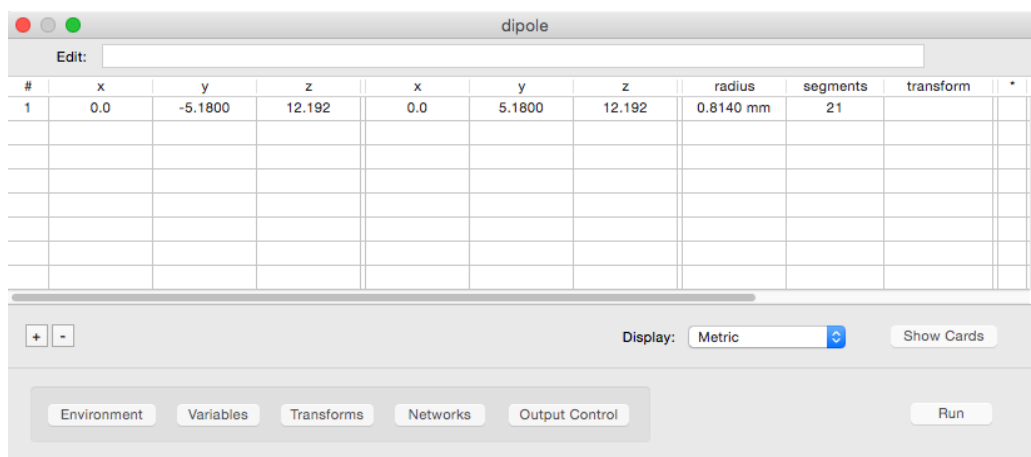 dipole
Edit:
# x y z x y z radius segments transform *
1 0.0 -5.1800 12.192 0.0 5.1800 12.192 0.8140 mm 21
+ - Display: Metric Show Cards
Environment Variables Transforms Networks Output Control Run